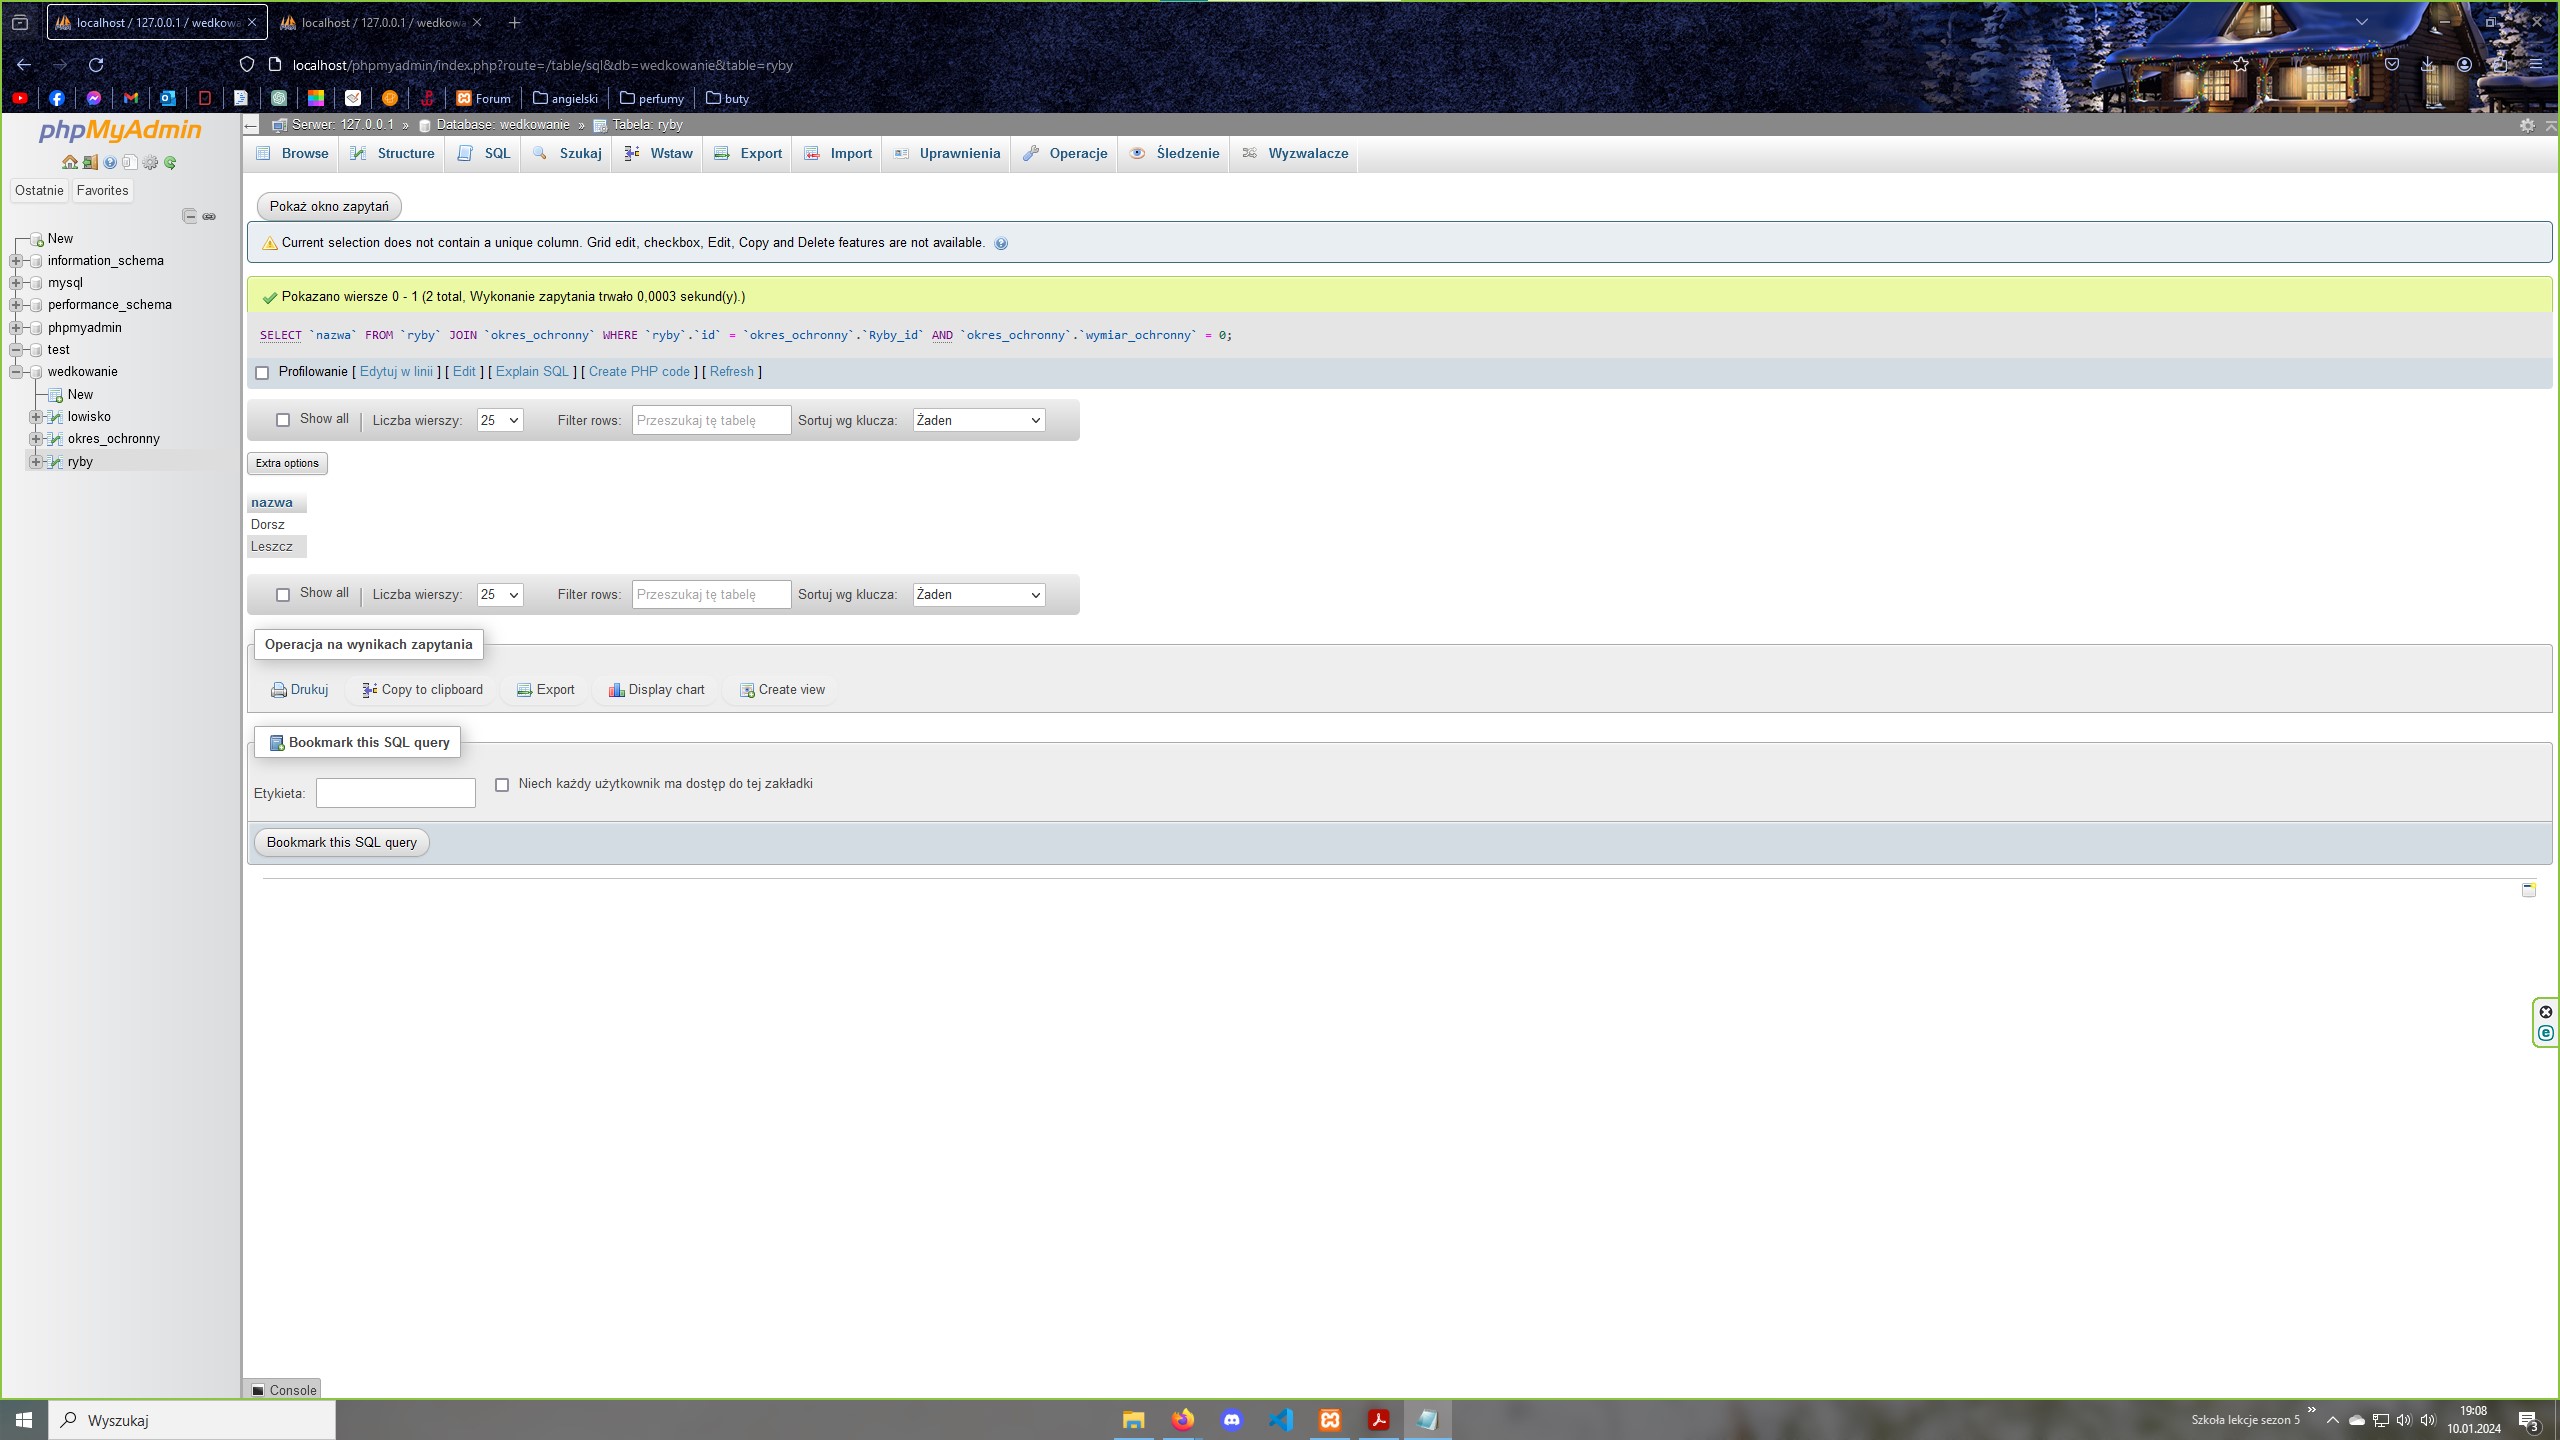 localhost / 127.0.0.1 / wedkowa
localhost / 127.0.0.1 / wedkowa
localhost/phpmyadmin/index.php?route=/table/sql&db=wedkowanie&table=ryby
Forum angielski perfumy buty
phpMyAdmin
Ostatnie Favorites
New
information_schema
mysql
performance_schema
phpmyadmin
test
wedkowanie
New
lowisko
okres_ochronny
ryby
Serwer: 127.0.0.1 » Database: wedkowanie » Tabela: ryby
Browse Structure SQL Szukaj Wstaw Export Import Uprawnienia Operacje Śledzenie Wyzwalacze
Pokaż okno zapytań
Current selection does not contain a unique column. Grid edit, checkbox, Edit, Copy and Delete features are not available.
Pokazano wiersze 0 - 1 (2 total, Wykonanie zapytania trwało 0,0003 sekund(y).)
SELECT `nazwa` FROM `ryby` JOIN `okres_ochronny` WHERE `ryby`.`id` = `okres_ochronny`.`Ryby_id` AND `okres_ochronny`.`wymiar_ochronny` = 0;
Profilowanie [ Edytuj w linii ] [ Edit ] [ Explain SQL ] [ Create PHP code ] [ Refresh ]
Show all | Liczba wierszy: 25 Filter rows: Przeszukaj tę tabelę Sortuj wg klucza: Żaden
Extra options
nazwa
Dorsz
Leszcz
Show all | Liczba wierszy: 25 Filter rows: Przeszukaj tę tabelę Sortuj wg klucza: Żaden
Operacja na wynikach zapytania
Drukuj Copy to clipboard Export Display chart Create view
Bookmark this SQL query
Etykieta: Niech każdy użytkownik ma dostęp do tej zakładki
Bookmark this SQL query
Console
Wyszukaj
Szkoła lekcje sezon 5 »
19:08
10.01.2024
3